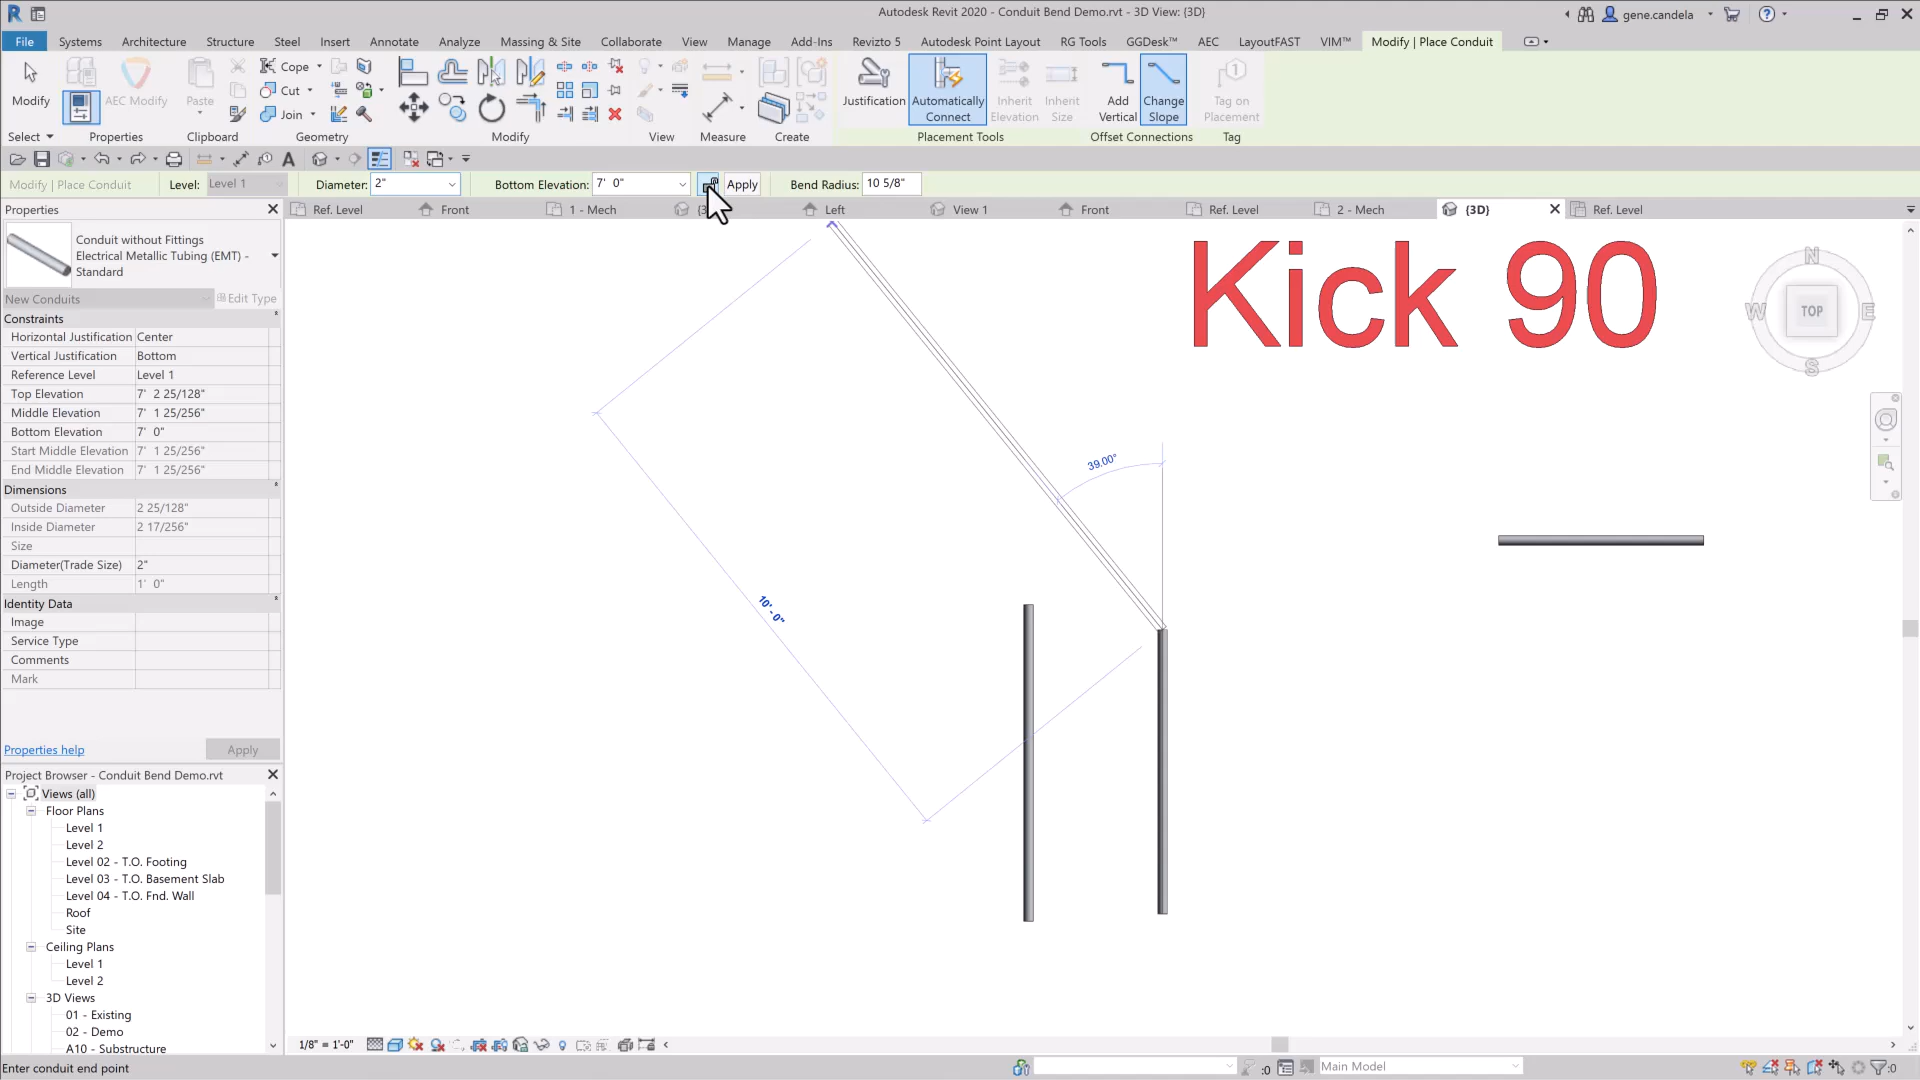 Autodesk Revit 2020 - Conduit Bend Demo.rvt - 3D View: {3D}
gene.candela
File Systems Architecture Structure Steel Insert Annotate Analyze Massing & Site Collaborate View Manage Add-Ins Revizto 5 Autodesk Point Layout RG Tools GGDesk™ AEC LayoutFAST VIM™ Modify | Place Conduit
Modify
AEC Modify
Paste
Cope
Cut
Join
Justification
Automatically
Connect
Inherit
Elevation
Inherit
Size
Add
Vertical
Change
Slope
Tag on
Placement
Select Properties Clipboard Geometry Modify View Measure Create Placement Tools Offset Connections Tag
Modify | Place Conduit Level: Level 1 Diameter: 2" Bottom Elevation: 7' 0" Apply Bend Radius: 10 5/8"
Properties
Ref. Level Front 1 - Mech Left View 1 Front Ref. Level 2 - Mech {3D} Ref. Level
Conduit without Fittings
Electrical Metallic Tubing (EMT) -
Standard
New Conduits Edit Type
Constraints
Horizontal Justification Center
Vertical Justification Bottom
Reference Level Level 1
Top Elevation 7' 2 25/128"
Middle Elevation 7' 1 25/256"
Bottom Elevation 7' 0"
Start Middle Elevation 7' 1 25/256"
End Middle Elevation 7' 1 25/256"
Dimensions
Outside Diameter 2 25/128"
Inside Diameter 2 17/256"
Size
Diameter(Trade Size) 2"
Length 1' 0"
Identity Data
Image
Service Type
Comments
Mark
Properties help Apply
Project Browser - Conduit Bend Demo.rvt
Views (all)
Floor Plans
Level 1
Level 2
Level 02 - T.O. Footing
Level 03 - T.O. Basement Slab
Level 04 - T.O. Fnd. Wall
Roof
Site
Ceiling Plans
Level 1
Level 2
3D Views
01 - Existing
02 - Demo
A10 - Substructure
Kick 90
N
W TOP E
S
39.00°
10' - 0"
1/8" = 1'-0"
Enter conduit end point
:0
Main Model
:0